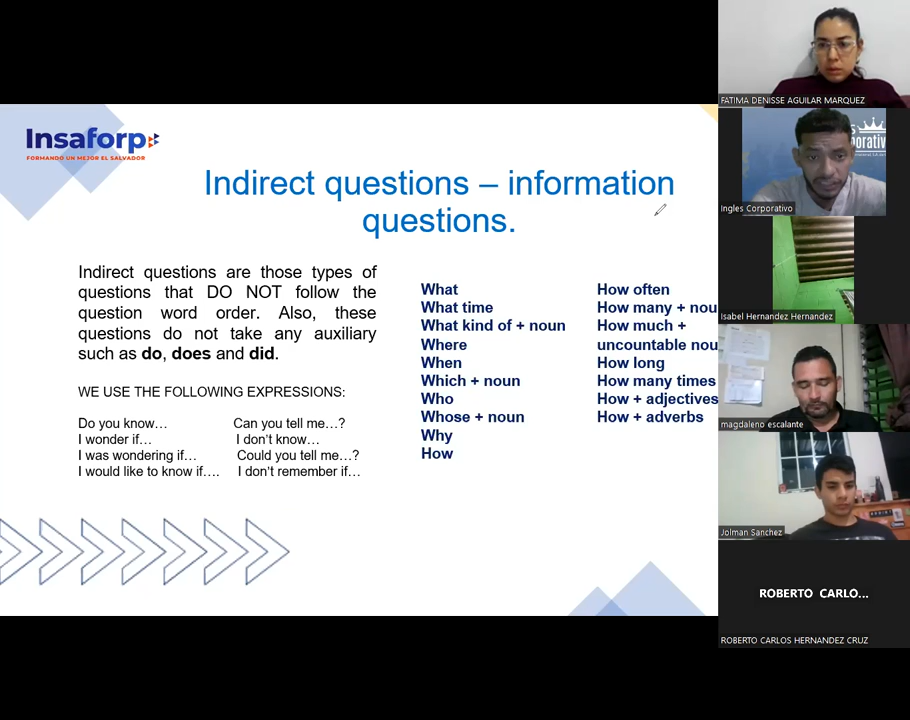 Insaforp
FORMANDO UN MEJOR EL SALVADOR
Indirect questions – information
questions.
Indirect questions are those types of
questions that DO NOT follow the
question word order. Also, these
questions do not take any auxiliary
such as do, does and did.
WE USE THE FOLLOWING EXPRESSIONS:
Do you know… Can you tell me…?
I wonder if… I don't know…
I was wondering if… Could you tell me…?
I would like to know if…. I don't remember if…
What
What time
What kind of + noun
Where
When
Which + noun
Who
Whose + noun
Why
How
How often
How many + nou
How much +
uncountable nou
How long
How many times
How + adjectives
How + adverbs
FATIMA DENISSE AGUILAR MARQUEZ
orativ
Ingles Corporativo
Isabel Hernandez Hernandez
magdaleno escalante
Jolman Sanchez
ROBERTO CARLO...
ROBERTO CARLOS HERNANDEZ CRUZ